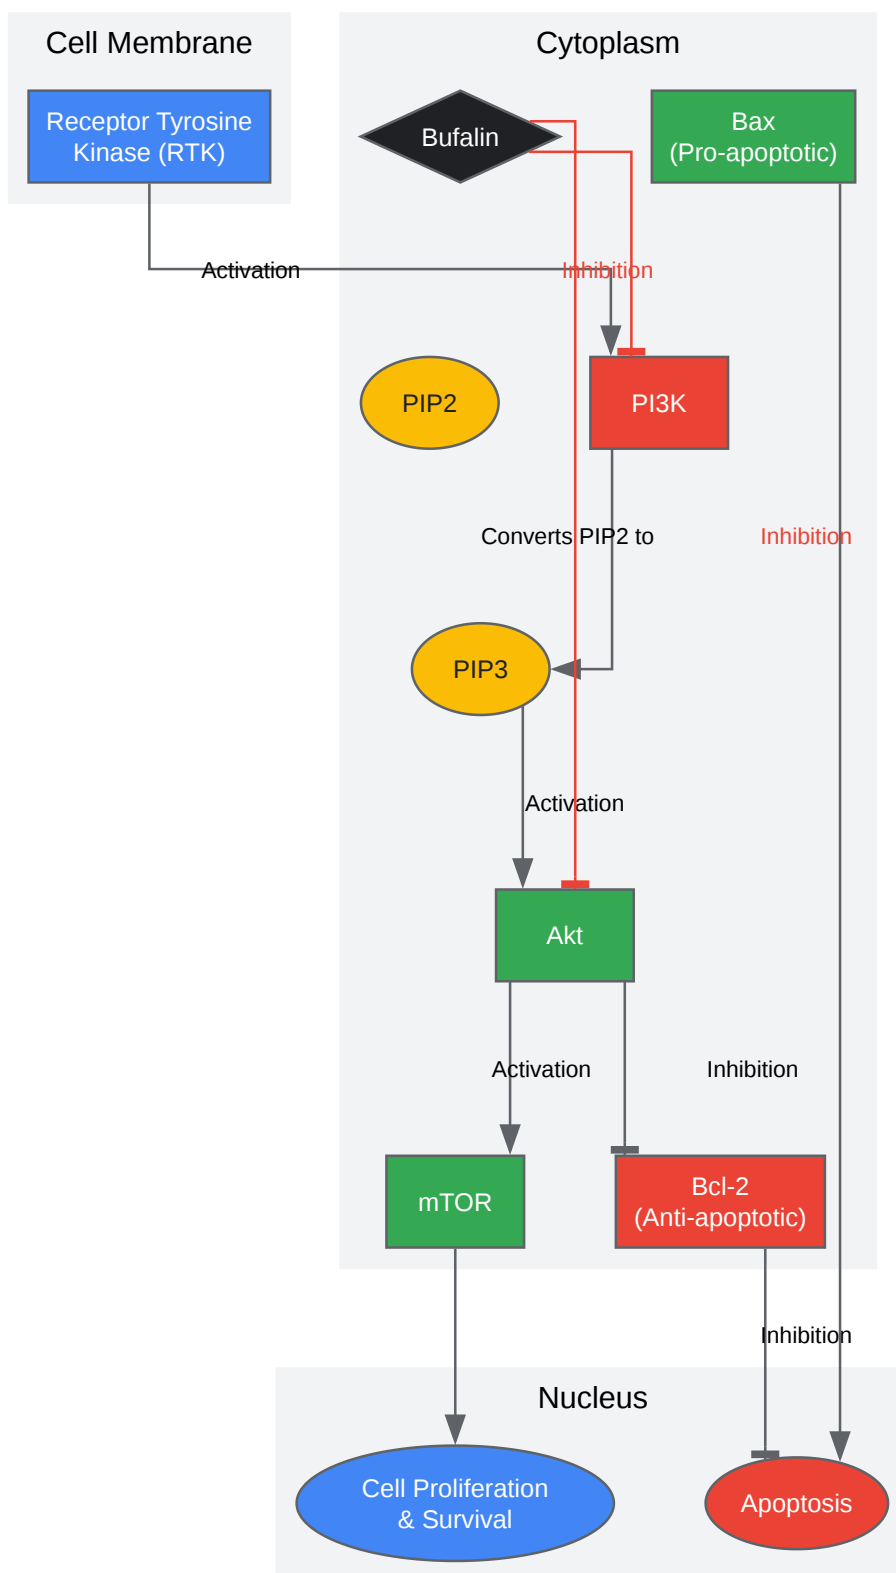 Cell Membrane
Cytoplasm
Receptor Tyrosine
Kinase (RTK)
Bufalin
Bax
(Pro-apoptotic)
Activation
Inhibition
PIP2
PI3K
Converts PIP2 to
Inhibition
PIP3
Activation
Akt
Activation
Inhibition
mTOR
Bcl-2
(Anti-apoptotic)
Inhibition
Nucleus
Cell Proliferation
& Survival
Apoptosis